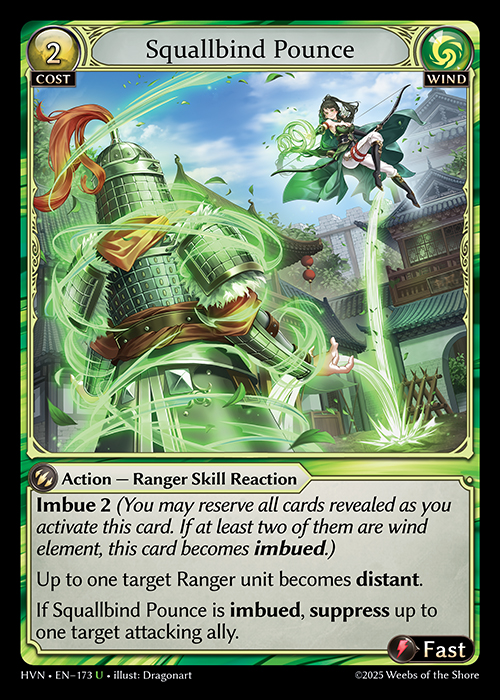 2
Squallbind Pounce
COST
WIND
Action — Ranger Skill Reaction
Imbue 2 (You may reserve all cards revealed as you
activate this card. If at least two of them are wind
element, this card becomes imbued.)
Up to one target Ranger unit becomes distant.
If Squallbind Pounce is imbued, suppress up to
one target attacking ally.
Fast
HVN • EN-173 U • illust: Dragonart
©2025 Weebs of the Shore